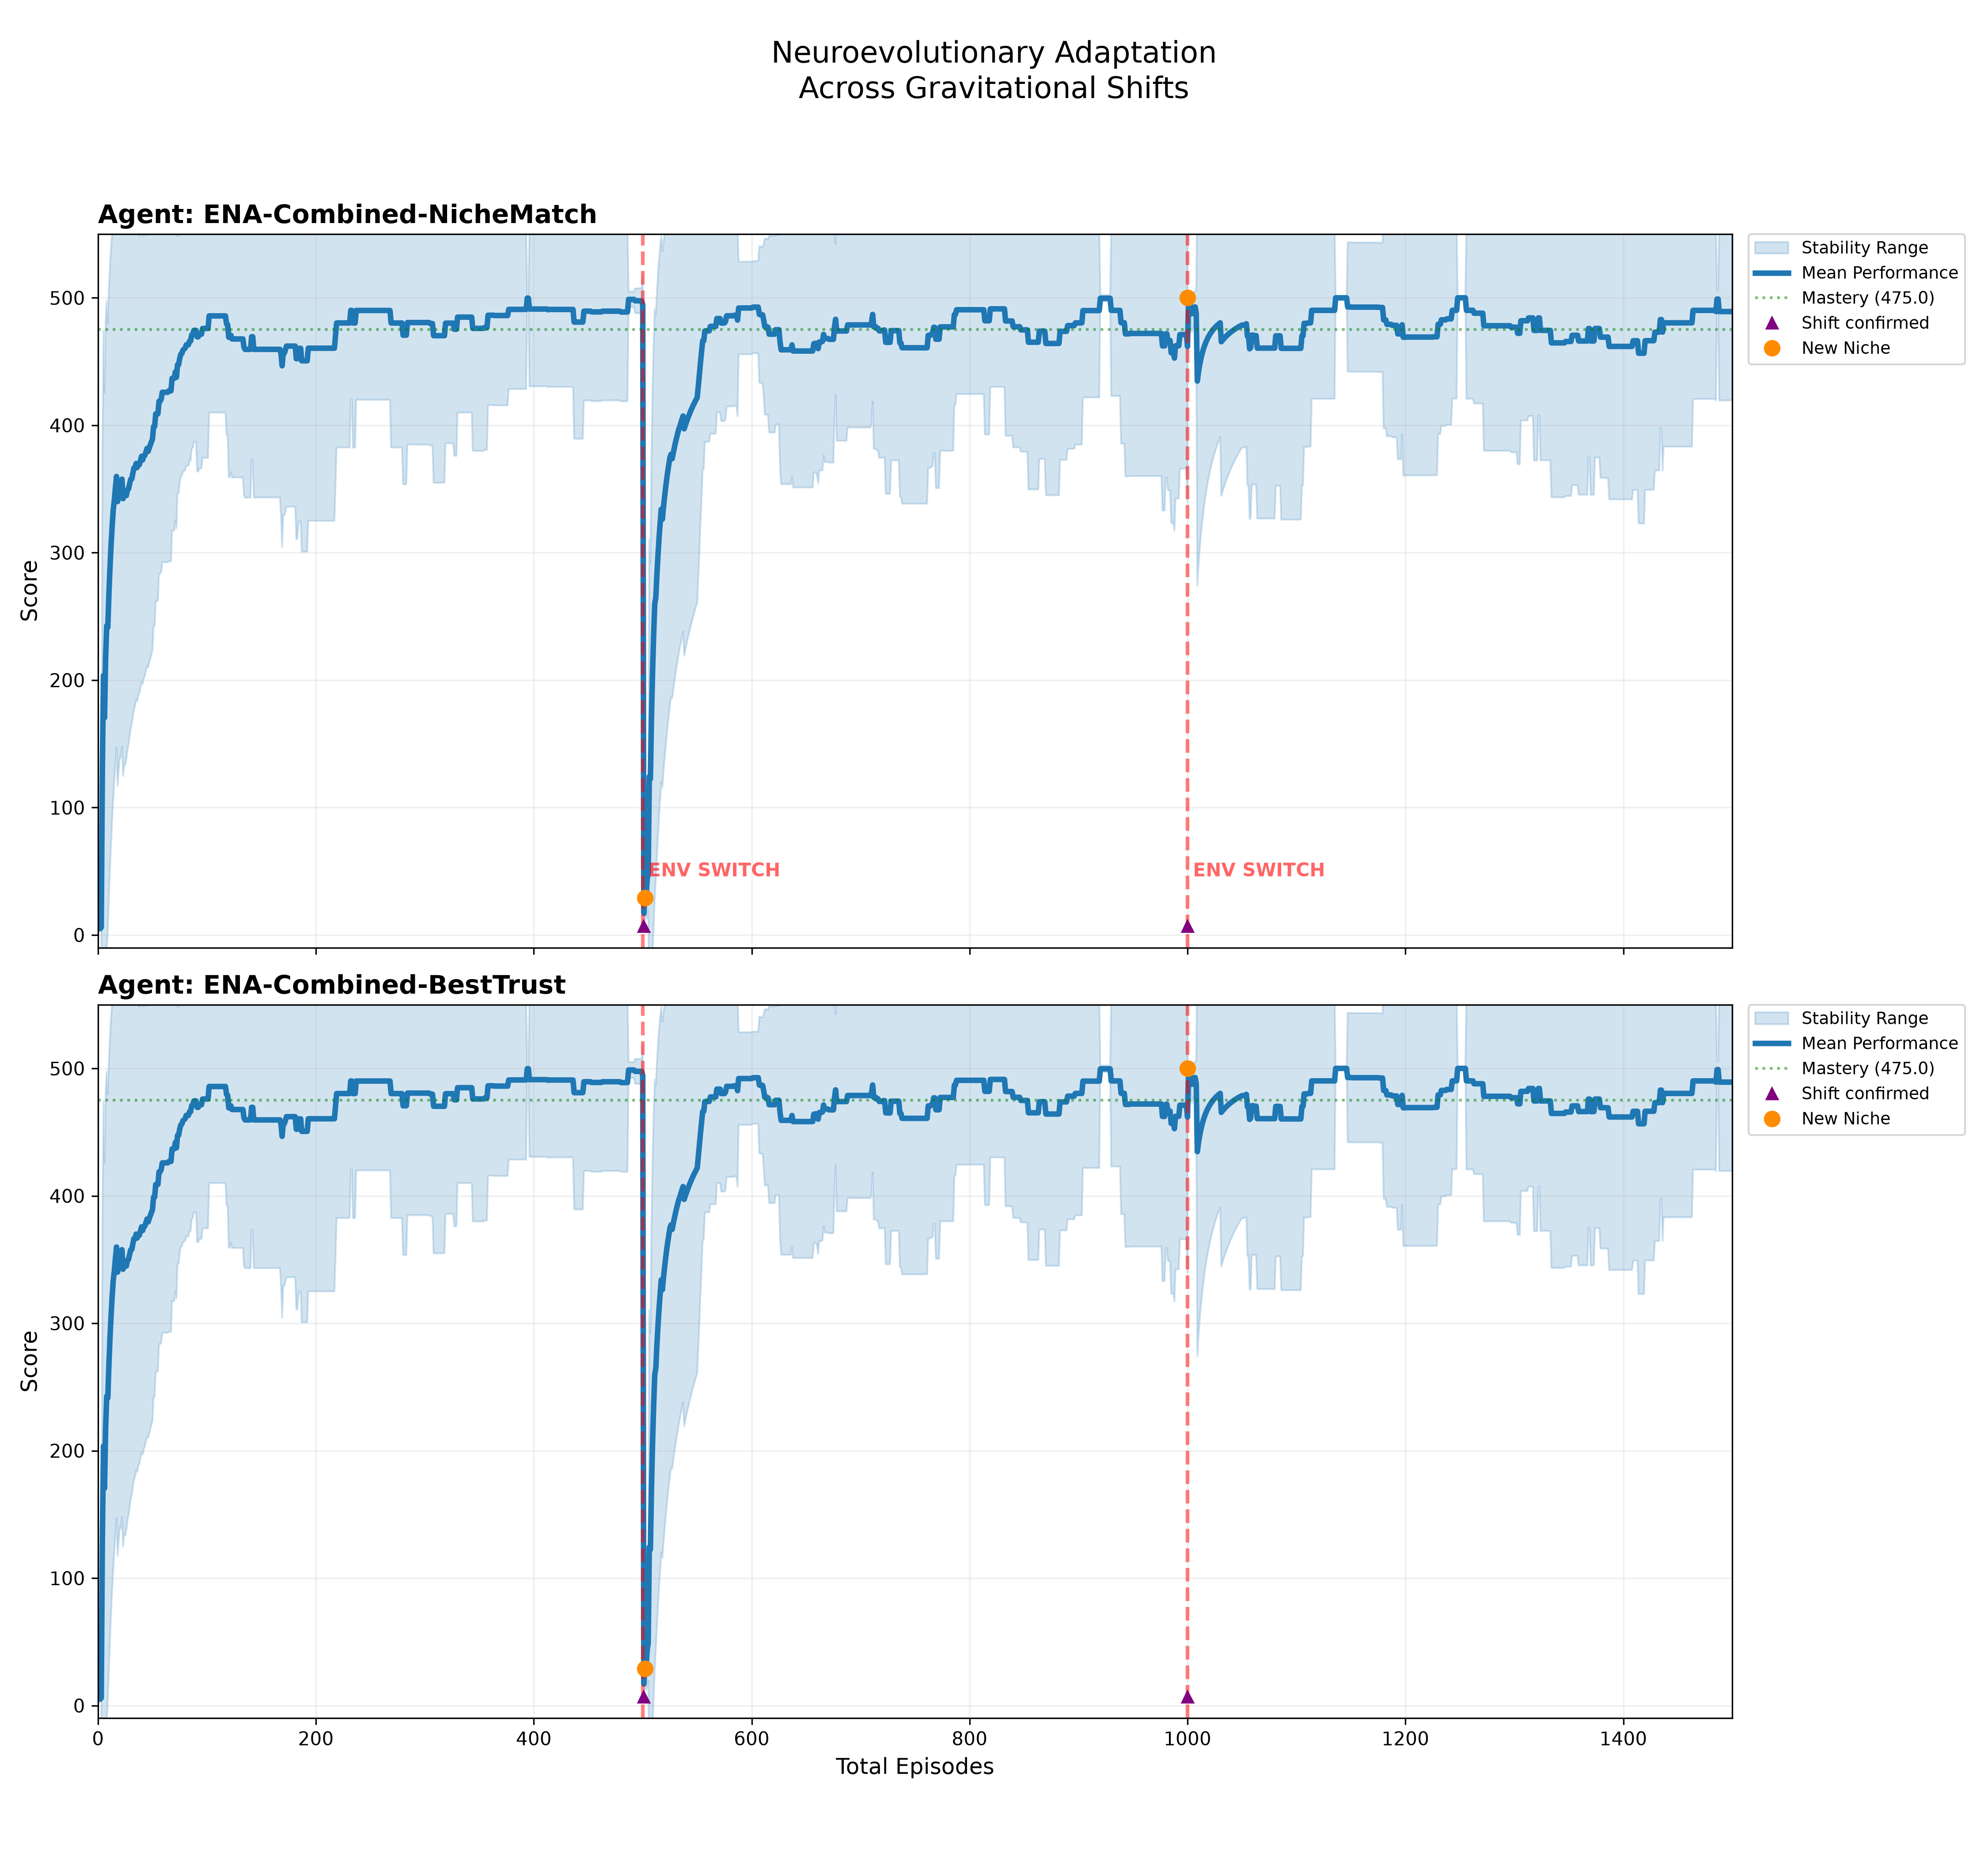 Neuroevolutionary Adaptation
Across Gravitational Shifts
Agent: ENA-Combined-NicheMatch
Stability Range
Mean Performance
Mastery (475.0)
Shift confirmed
New Niche
500
400
300
200
100
0
Score
ENV SWITCH
ENV SWITCH
Agent: ENA-Combined-BestTrust
Stability Range
Mean Performance
Mastery (475.0)
Shift confirmed
New Niche
500
400
300
200
100
0
Score
0
200
400
600
800
1000
1200
1400
Total Episodes